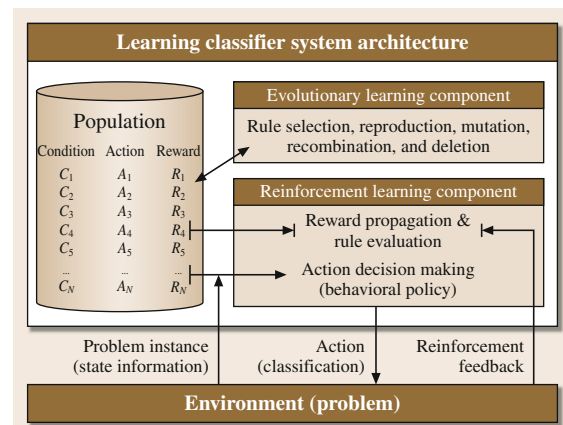 Learning classifier system architecture
Population
Condition Action Reward
C1 A1 R1
C2 A2 R2
C3 A3 R3
C4 A4 R4
C5 A5 R5
... ... ...
CN AN RN
Evolutionary learning component
Rule selection, reproduction, mutation,
recombination, and deletion
Reinforcement learning component
Reward propagation &
rule evaluation
Action decision making
(behavioral policy)
Problem instance
(state information)
Action
(classification)
Reinforcement
feedback
Environment (problem)